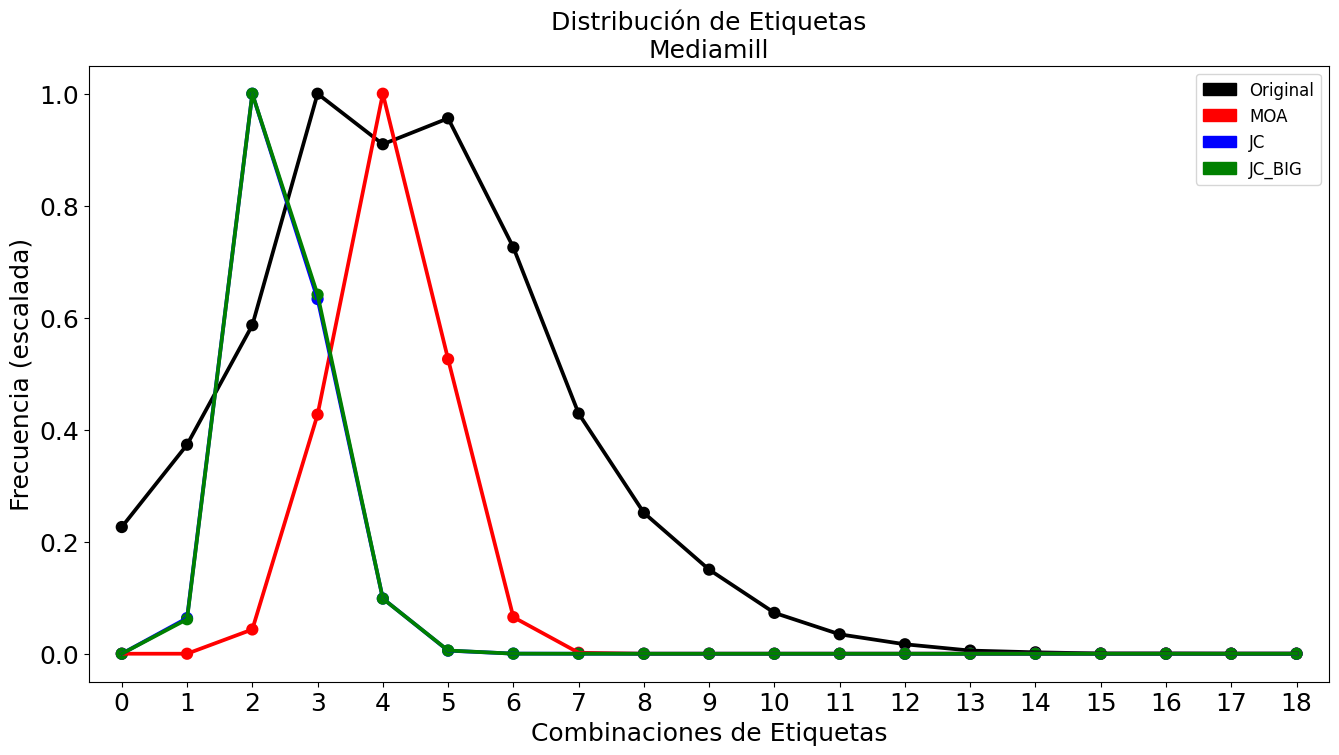 Distribución de Etiquetas
Mediamill
Original
MOA
JC
JC_BIG
Frecuencia (escalada)
1.0
0.8
0.6
0.4
0.2
0.0
0 1 2 3 4 5 6 7 8 9 10 11 12 13 14 15 16 17 18
Combinaciones de Etiquetas